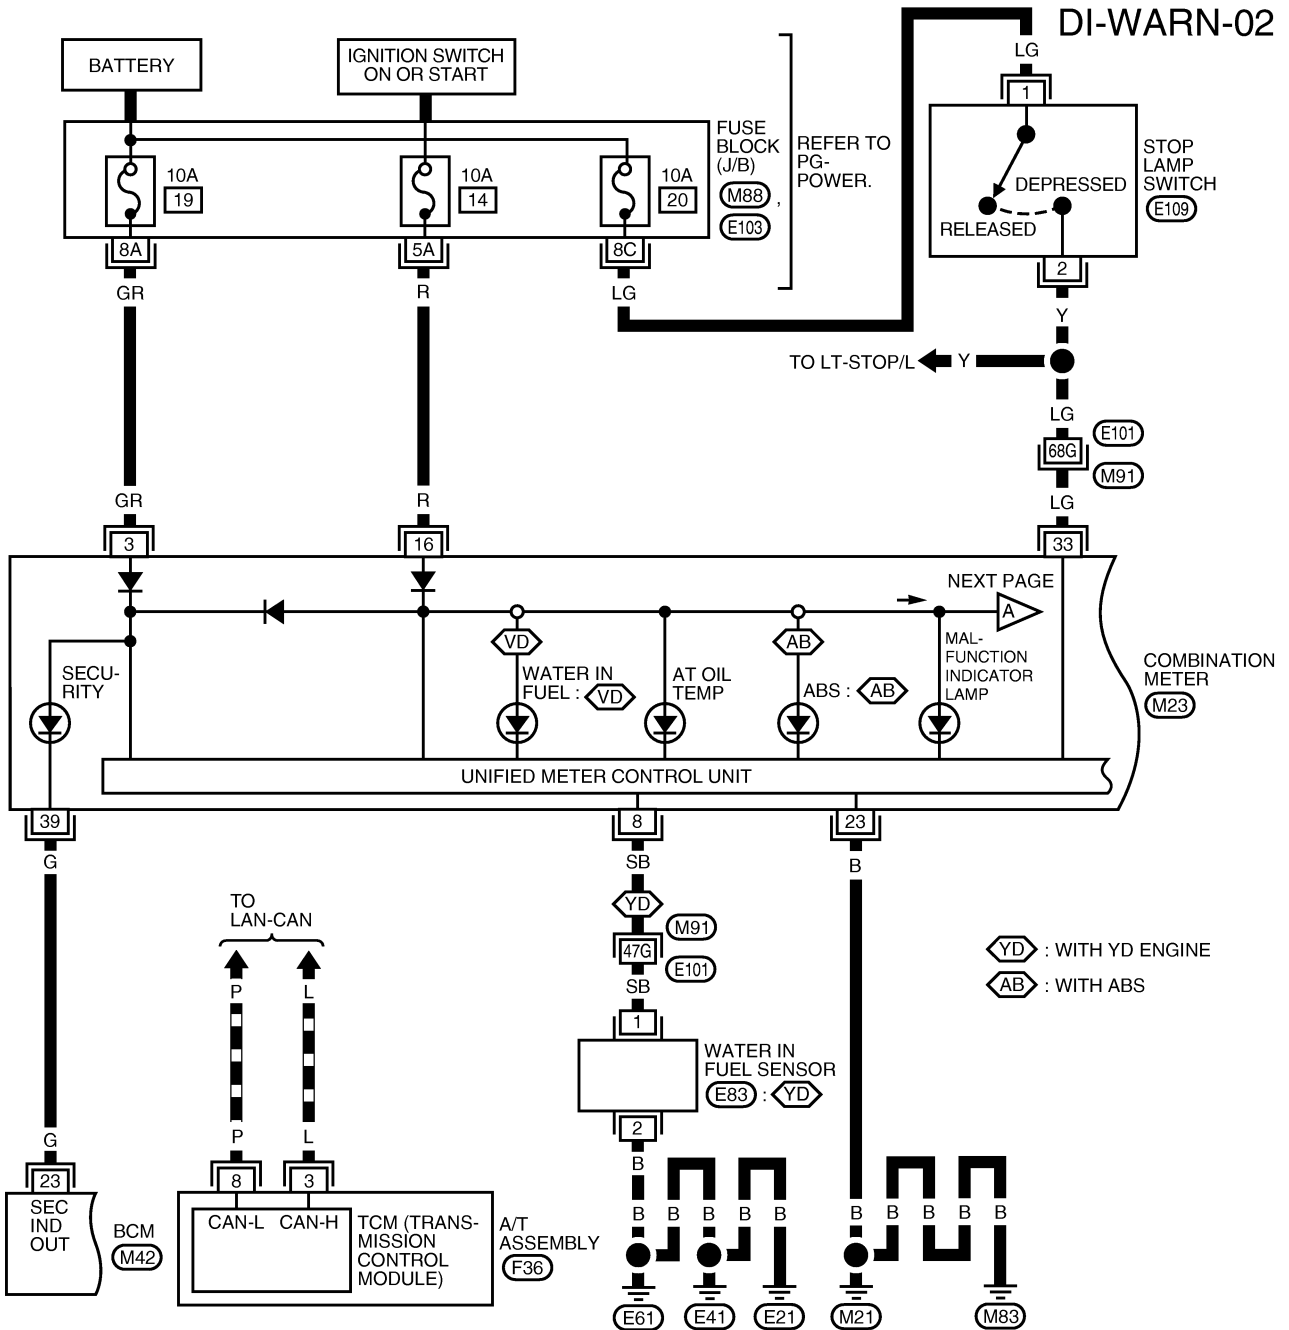 DI-WARN-02
BATTERY
IGNITION SWITCH
ON OR START
LG
1
FUSE
BLOCK
(J/B)
M88 ,
E103
REFER TO
PG-
POWER.
10A
19
10A
14
10A
20
8A
5A
8C
DEPRESSED
RELEASED
STOP
LAMP
SWITCH
E109
2
GR
R
LG
Y
TO LT-STOP/L
Y
LG
68G
E101
M91
LG
GR
R
3
16
33
NEXT PAGE
A
VD
AB
SECU-
RITY
WATER IN
FUEL : VD
AT OIL
TEMP
ABS : AB
MAL-
FUNCTION
INDICATOR
LAMP
COMBINATION
METER
M23
UNIFIED METER CONTROL UNIT
39
8
23
G
SB
B
TO
LAN-CAN
YD
M91
47G
E101
SB
P
L
YD : WITH YD ENGINE
AB : WITH ABS
1
WATER IN
FUEL SENSOR
E83 : YD
2
G
P
L
B
23
8
3
SEC
IND
OUT
BCM
M42
CAN-L
CAN-H
TCM (TRANS-
MISSION
CONTROL
MODULE)
A/T
ASSEMBLY
F36
B
B
B
B
B
B
B
B
B
E61
E41
E21
M21
M83